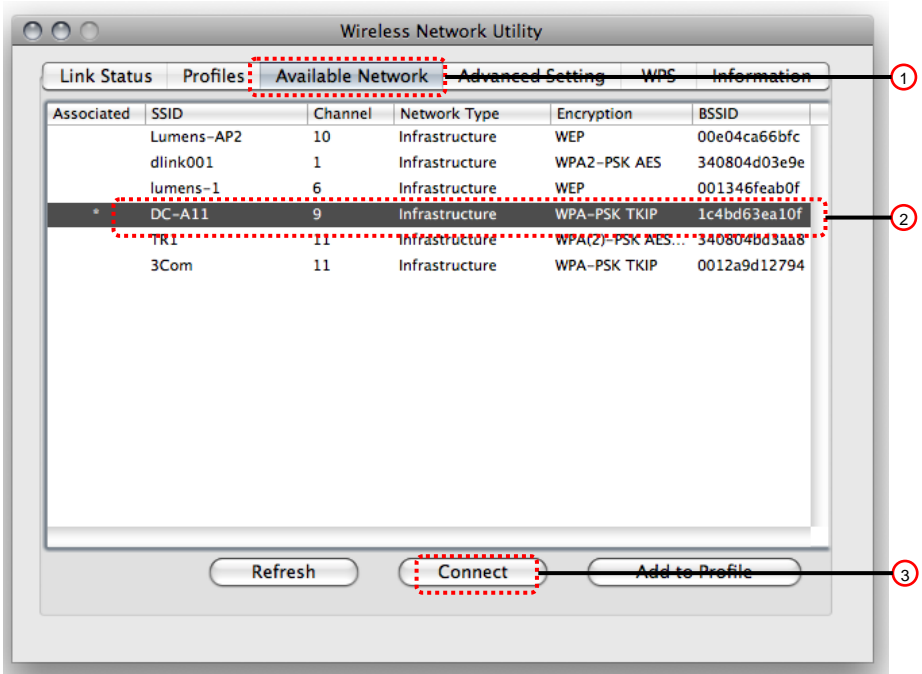 Wireless Network Utility
Link Status Profiles Available Network Advanced Setting WPS Information
1
Associated SSID Channel Network Type Encryption BSSID
Lumens-AP2 10 Infrastructure WEP 00e04ca66bfc
dlink001 1 Infrastructure WPA2-PSK AES 340804d03e9e
lumens-1 6 Infrastructure WEP 001346feab0f
* DC-A11 9 Infrastructure WPA-PSK TKIP 1c4bd63ea10f
2
TR1 11 Infrastructure WPA(2)-PSK AES... 340804bd3aa8
3Com 11 Infrastructure WPA-PSK TKIP 0012a9d12794
Refresh Connect Add to Profile
3